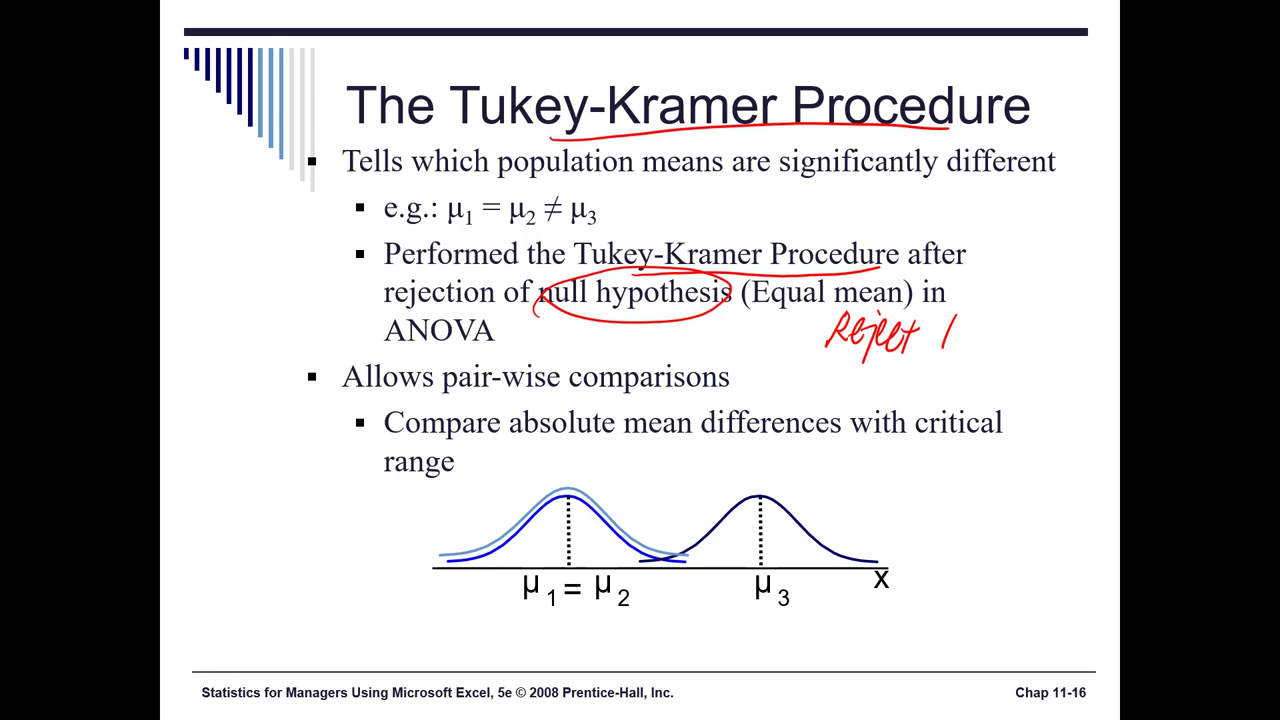 The Tukey-Kramer Procedure
▪ Tells which population means are significantly different
▪ e.g.: μ1 = μ2 ≠ μ3
▪ Performed the Tukey-Kramer Procedure after
rejection of null hypothesis (Equal mean) in
ANOVA
Reject
▪ Allows pair-wise comparisons
▪ Compare absolute mean differences with critical
range
μ1 = μ2 μ3 x
Statistics for Managers Using Microsoft Excel, 5e © 2008 Prentice-Hall, Inc. Chap 11-16